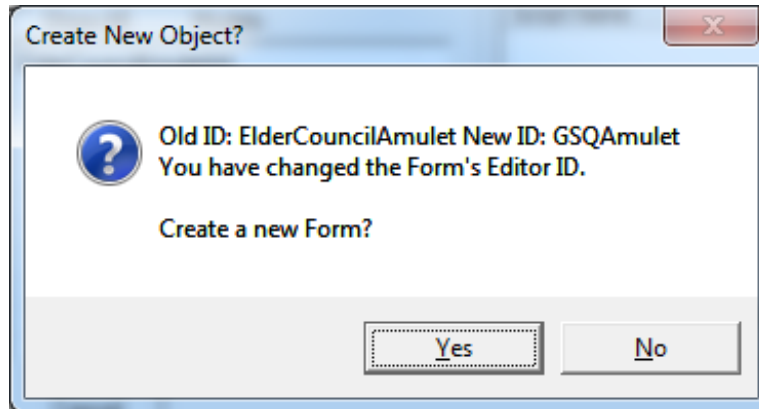 Create New Object?
Old ID: ElderCouncilAmulet New ID: GSQAmulet
You have changed the Form's Editor ID.
Create a new Form?
Yes
No